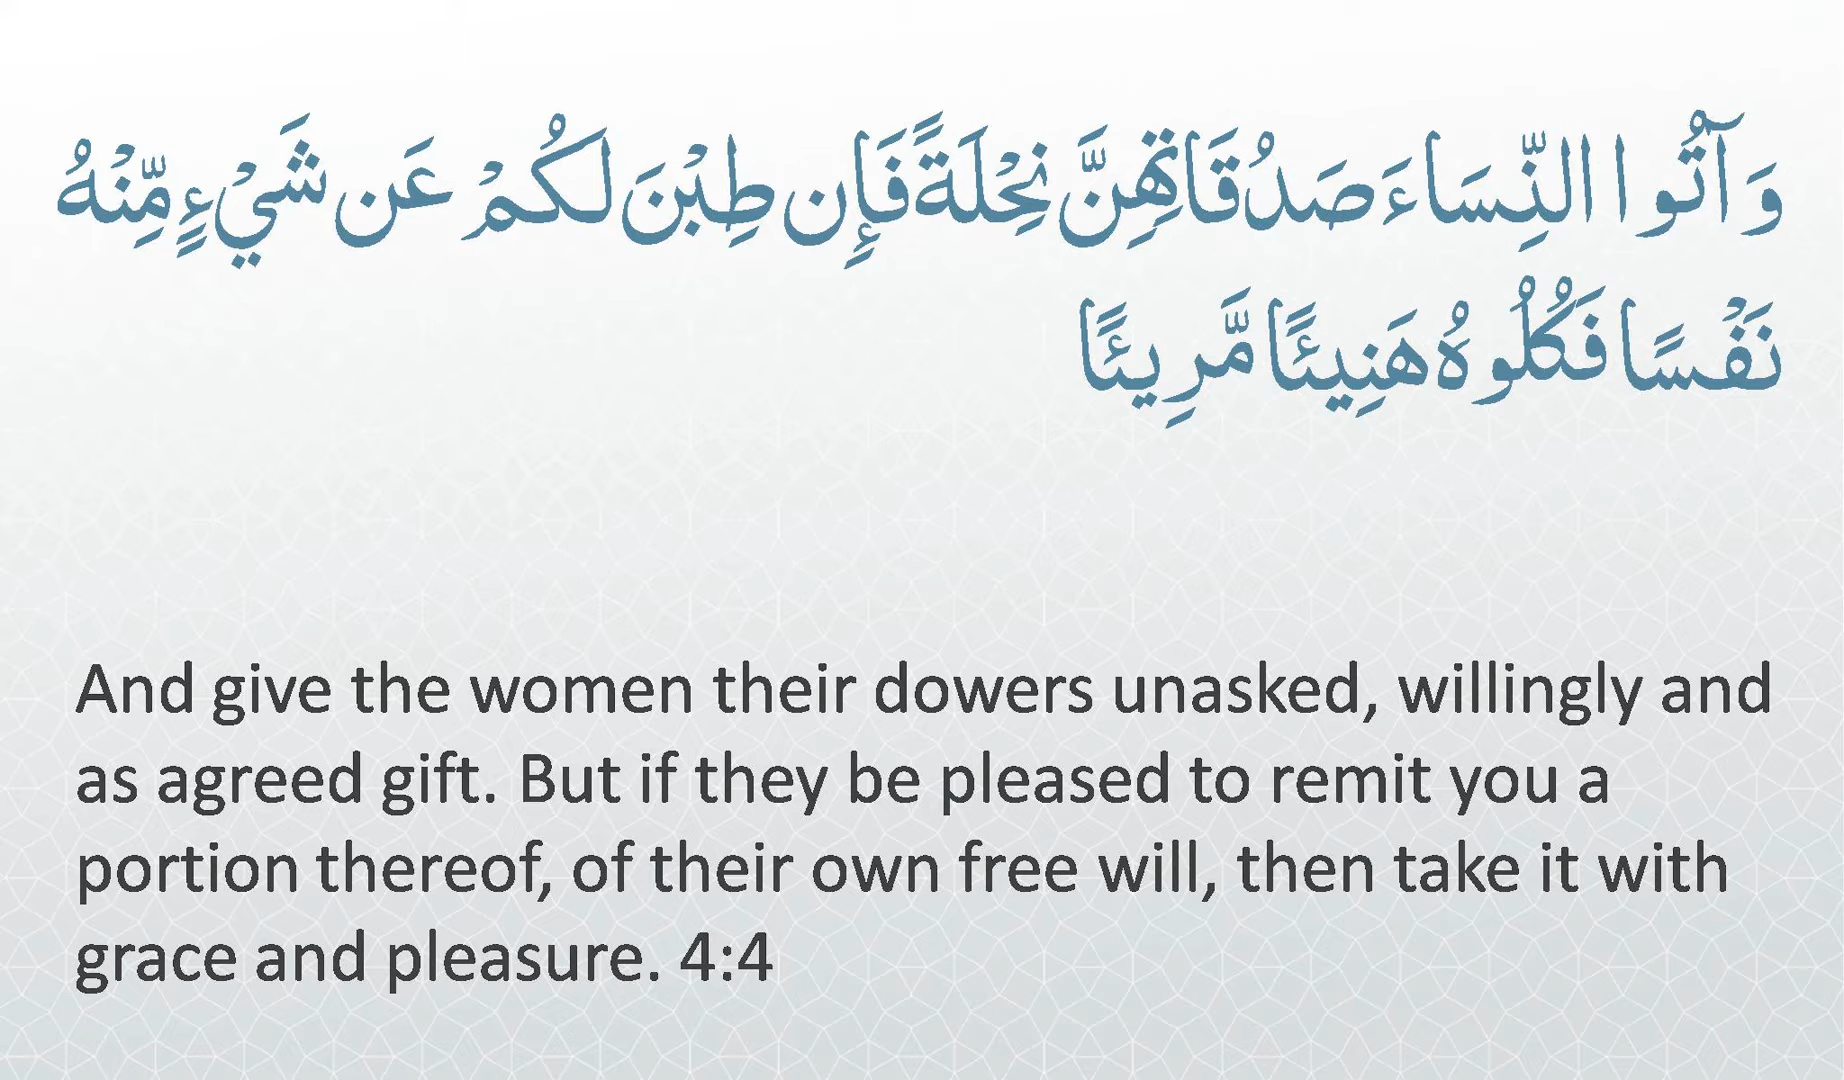 وَآتُوا النِّسَاءَ صَدُقَاتِهِنَّ نِحْلَةً فَإِن طِبْنَ لَكُمْ عَن شَيْءٍ مِّنْهُ
نَفْسًا فَكُلُوهُ هَنِيئًا مَّرِيئًا
And give the women their dowers unasked, willingly and
as agreed gift. But if they be pleased to remit you a
portion thereof, of their own free will, then take it with
grace and pleasure. 4:4